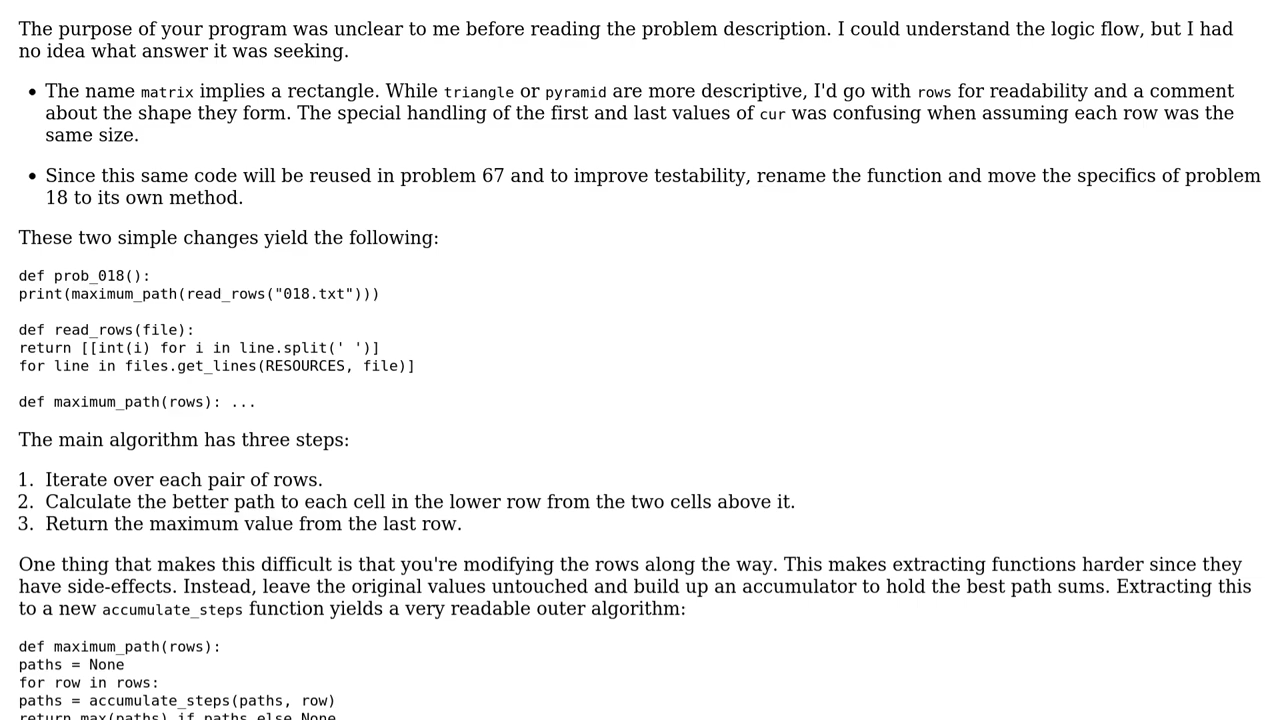 The purpose of your program was unclear to me before reading the problem description. I could understand the logic flow, but I had
no idea what answer it was seeking.
• The name matrix implies a rectangle. While triangle or pyramid are more descriptive, I'd go with rows for readability and a comment
about the shape they form. The special handling of the first and last values of cur was confusing when assuming each row was the
same size.
• Since this same code will be reused in problem 67 and to improve testability, rename the function and move the specifics of problem
18 to its own method.
These two simple changes yield the following:
def prob_018():
print(maximum_path(read_rows("018.txt")))
def read_rows(file):
return [[int(i) for i in line.split(' ')]
for line in files.get_lines(RESOURCES, file)]
def maximum_path(rows): ...
The main algorithm has three steps:
1. Iterate over each pair of rows.
2. Calculate the better path to each cell in the lower row from the two cells above it.
3. Return the maximum value from the last row.
One thing that makes this difficult is that you're modifying the rows along the way. This makes extracting functions harder since they
have side-effects. Instead, leave the original values untouched and build up an accumulator to hold the best path sums. Extracting this
to a new accumulate_steps function yields a very readable outer algorithm:
def maximum_path(rows):
paths = None
for row in rows:
paths = accumulate_steps(paths, row)
return max(paths) if paths else None